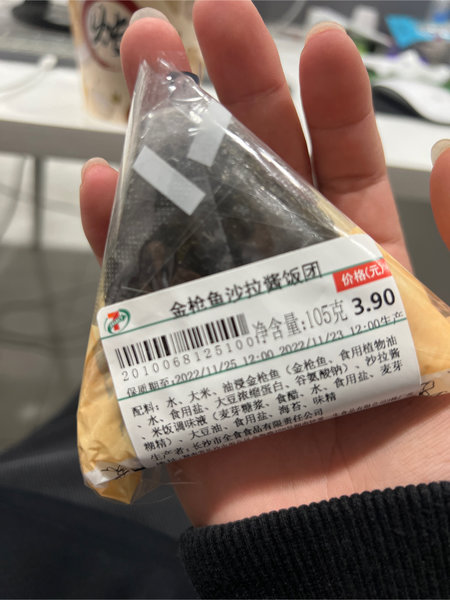 金枪鱼沙拉酱饭团
价格(元)
净含量:105克 3.90
2010068125100
保质期至:2022/11/25 12:00 2022/11/23 12:00生产
配料:水、大米、油浸金枪鱼(金枪鱼、食用植物油
、水、食用盐、大豆浓缩蛋白、谷氨酸钠)、沙拉酱
、米饭调味液(麦芽糖浆、食醋、水、食用盐、麦芽
糊精)、大豆油、食用盐、海苔、味精
生产者:长沙市全食食品有限责任公司